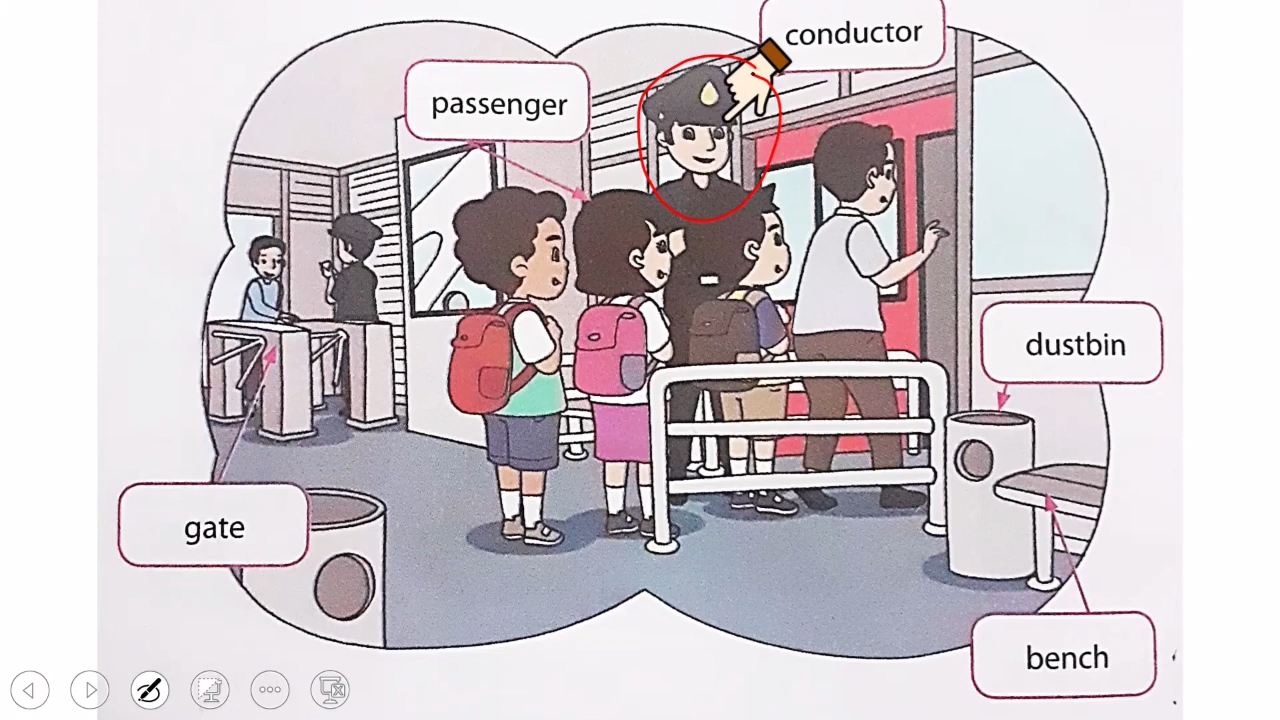 conductor
passenger
dustbin
gate
bench